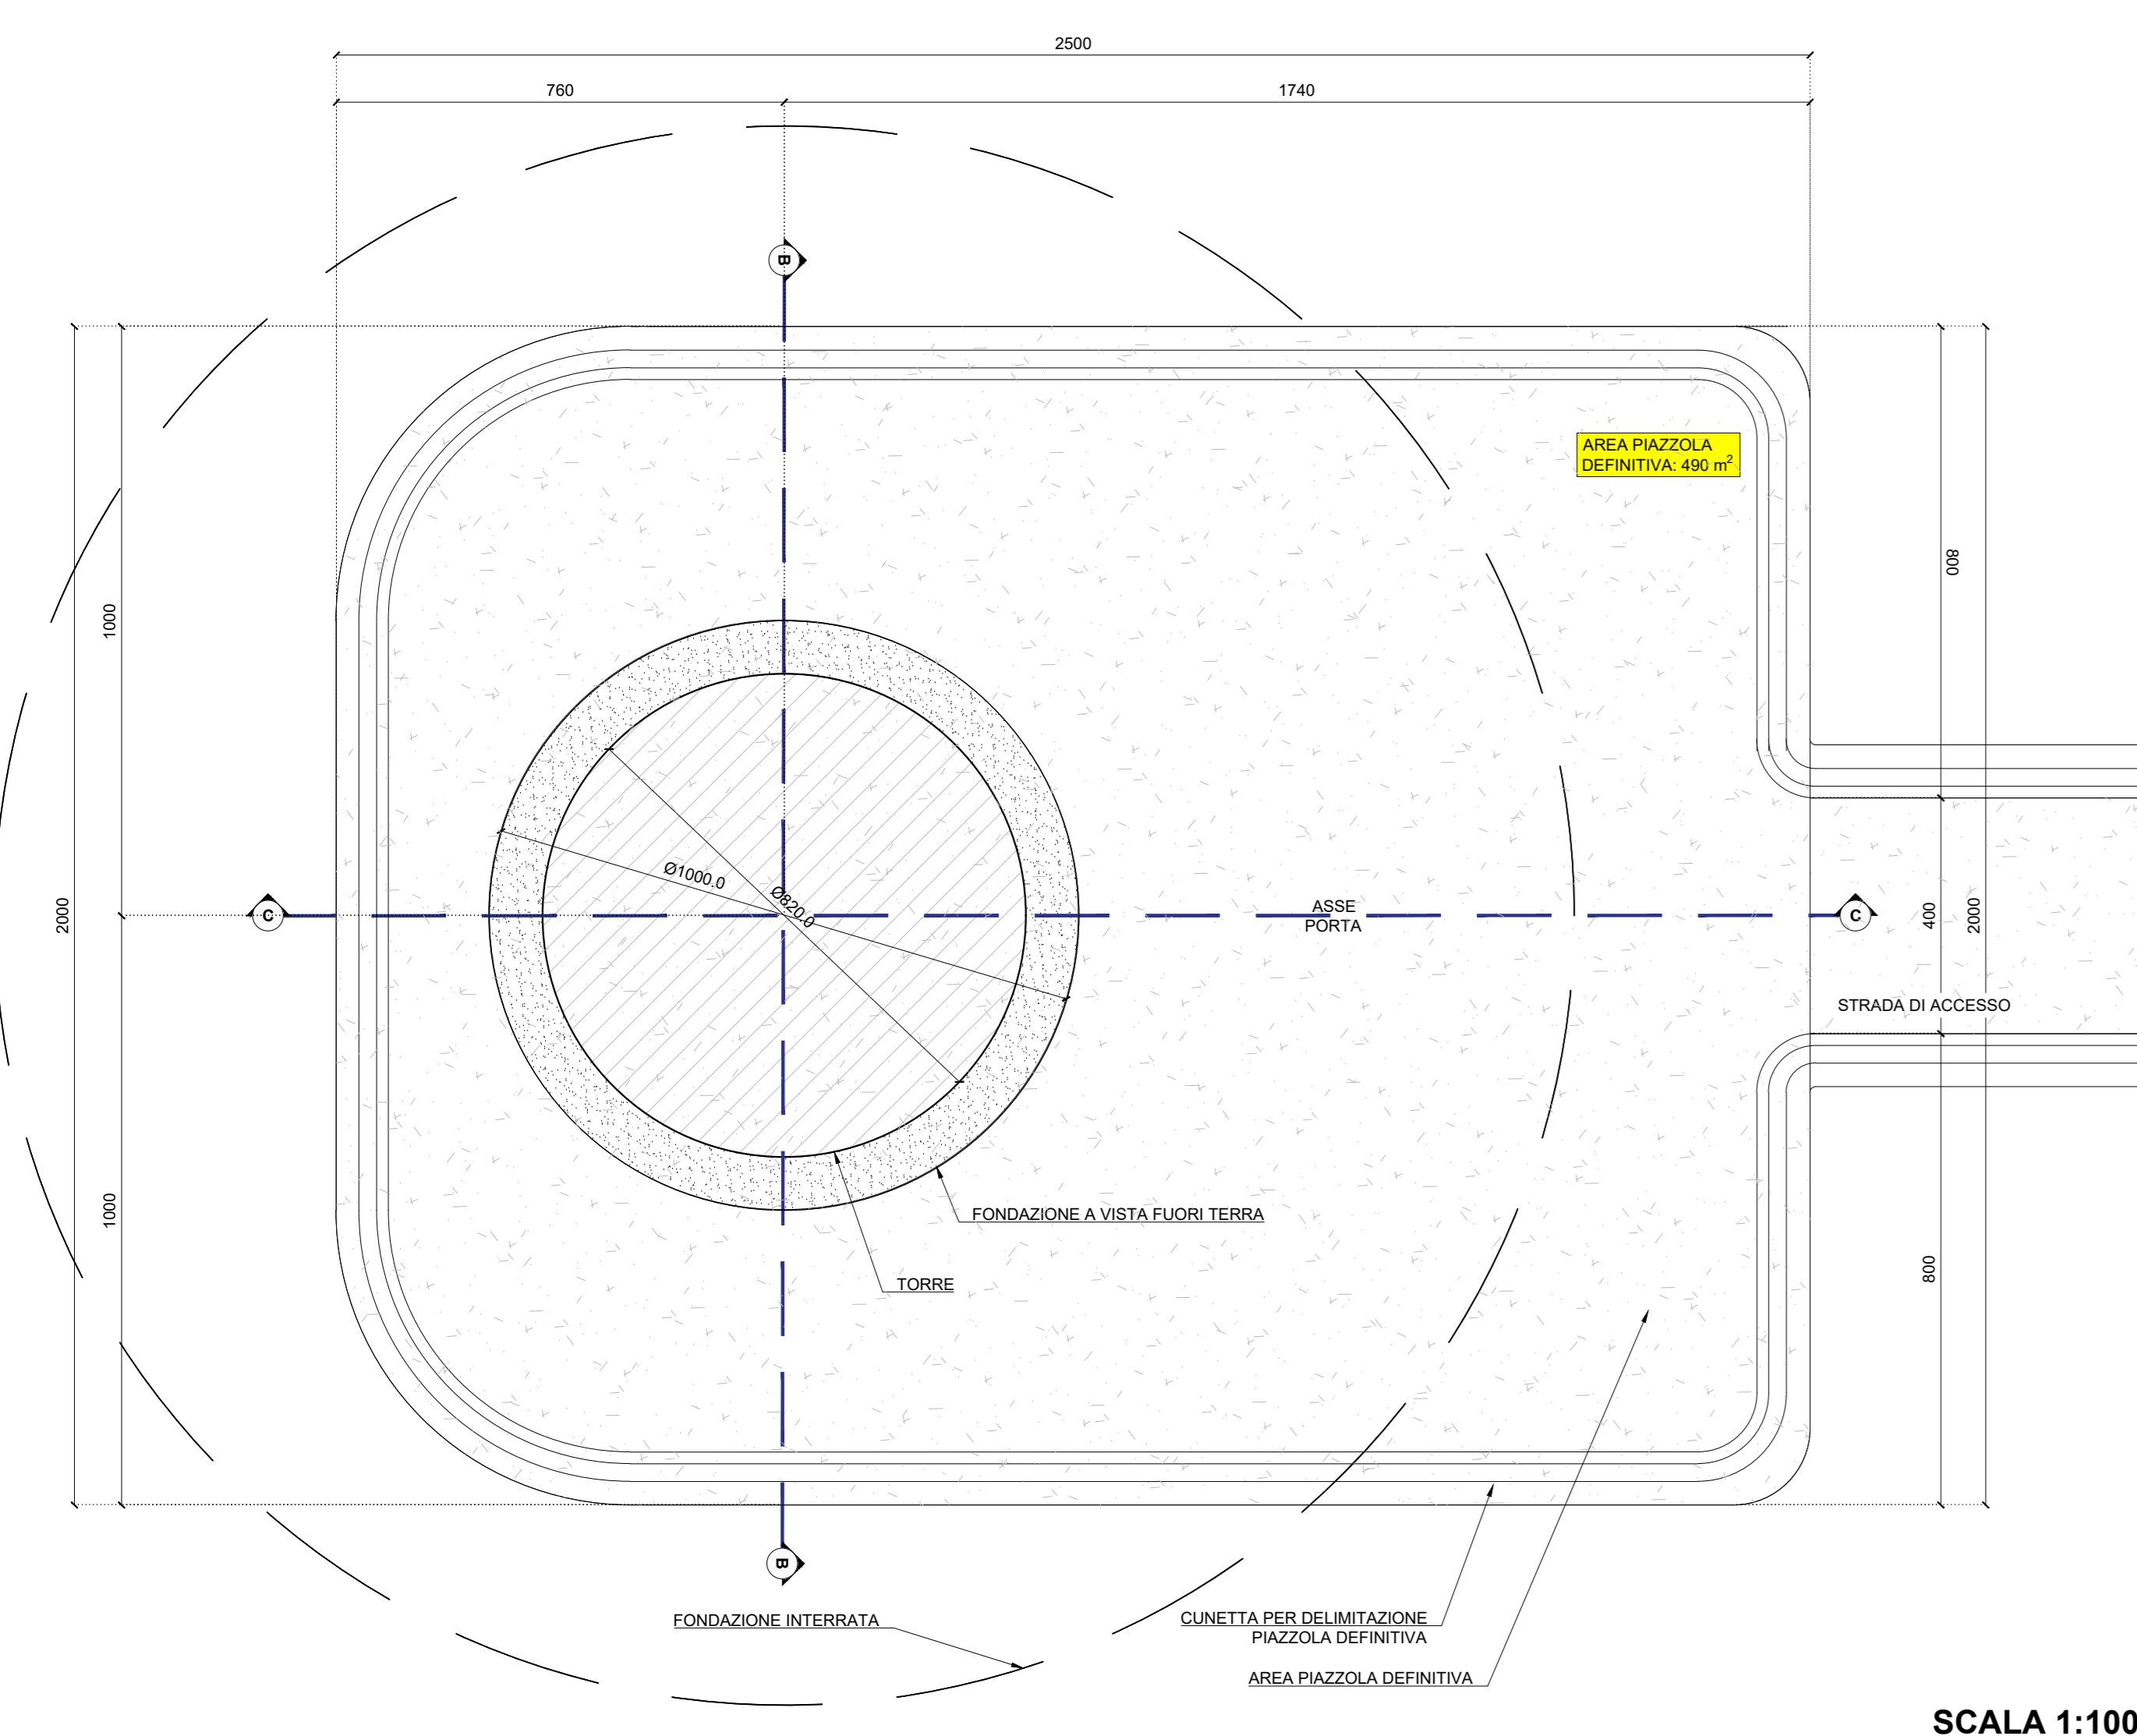 2500
760
1740
B
AREA PIAZZOLA
DEFINITIVA: 490 m²
800
1000
Ø1000.0
Ø820.0
2000
C
ASSE
PORTA
C
400
2000
STRADA DI ACCESSO
1000
FONDAZIONE A VISTA FUORI TERRA
TORRE
800
B
FONDAZIONE INTERRATA
CUNETTA PER DELIMITAZIONE
PIAZZOLA DEFINITIVA
AREA PIAZZOLA DEFINITIVA
SCALA 1:100